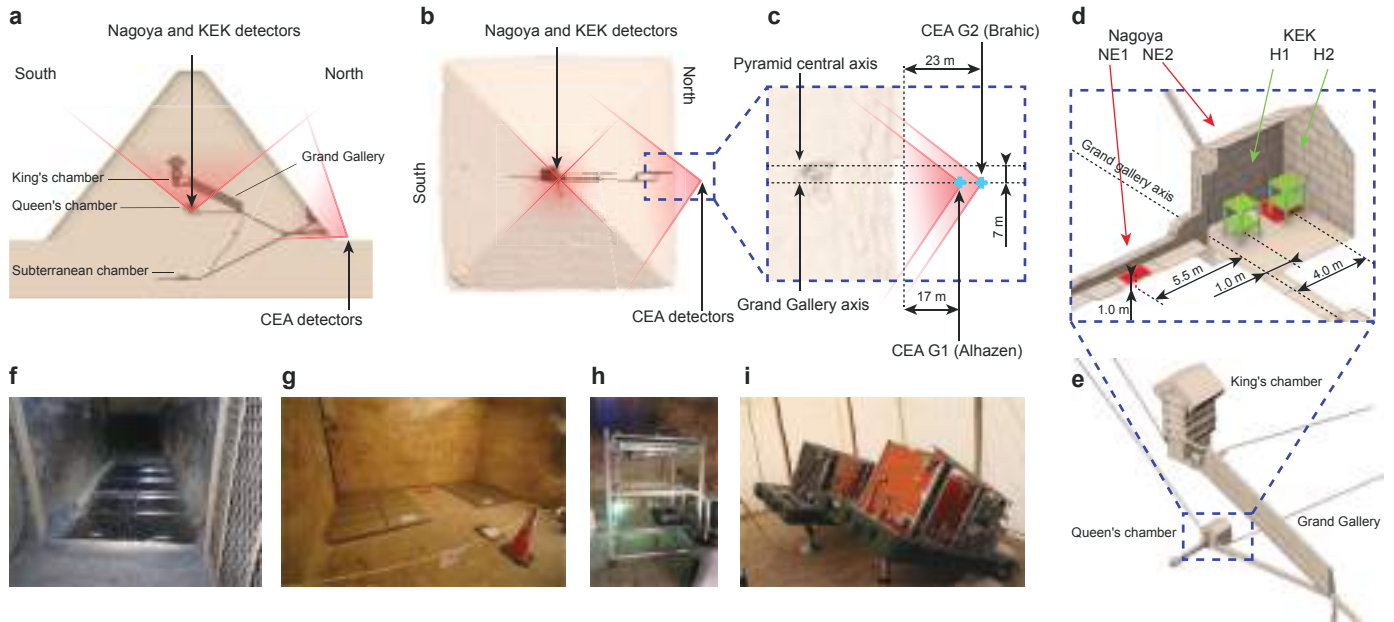 a
Nagoya and KEK detectors
South
North
Grand Gallery
King's chamber
Queen's chamber
Subterranean chamber
CEA detectors
b
Nagoya and KEK detectors
North
South
CEA detectors
c
CEA G2 (Brahic)
23 m
Pyramid central axis
7 m
Grand Gallery axis
17 m
CEA G1 (Alhazen)
d
Nagoya
NE1 NE2
KEK
H1 H2
Grand gallery axis
5.5 m
1.0 m
4.0 m
1.0 m
e
King's chamber
Queen's chamber
Grand Gallery
f
g
h
i